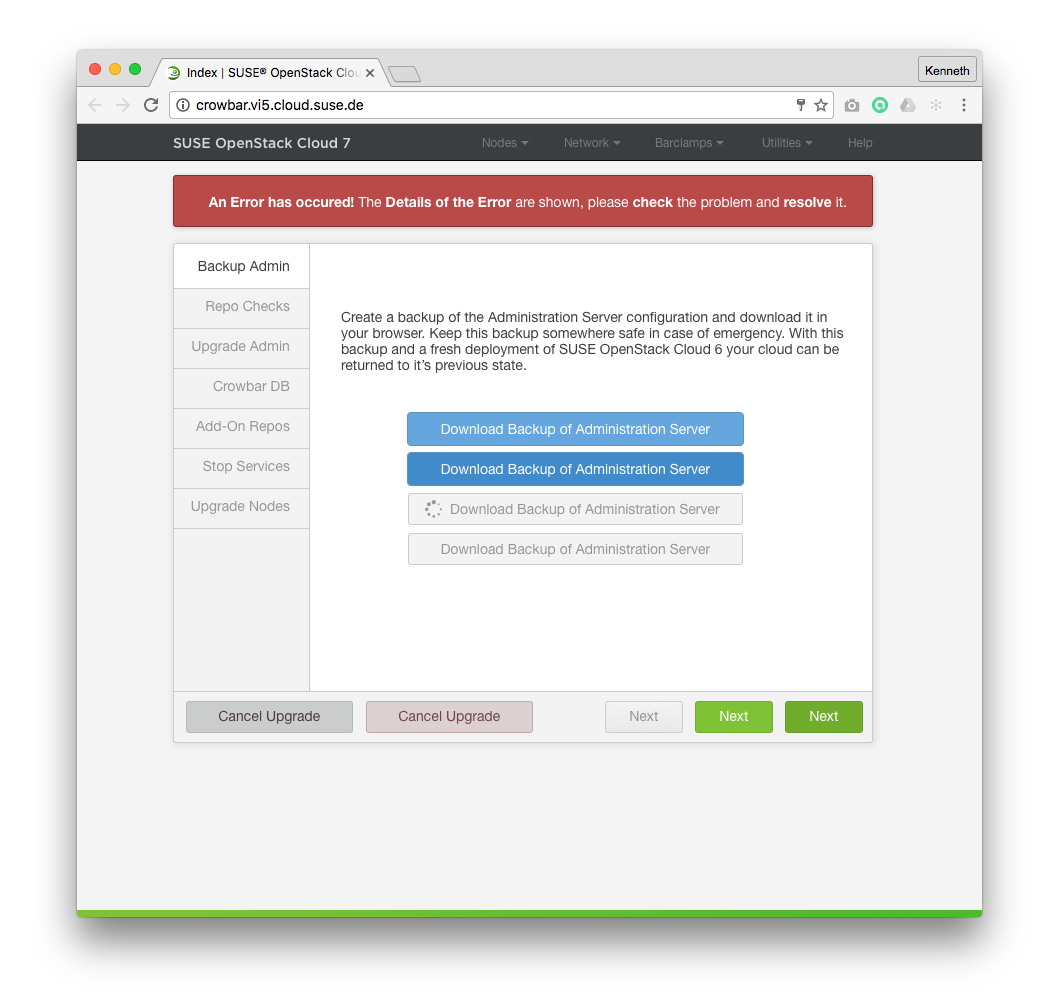 Index | SUSE® OpenStack Clou
Kenneth
crowbar.vi5.cloud.suse.de
SUSE OpenStack Cloud 7
Nodes
Network
Barclamps
Utilities
Help
An Error has occured! The Details of the Error are shown, please check the problem and resolve it.
Backup Admin
Repo Checks
Upgrade Admin
Crowbar DB
Add-On Repos
Stop Services
Upgrade Nodes
Create a backup of the Administration Server configuration and download it in
your browser. Keep this backup somewhere safe in case of emergency. With this
backup and a fresh deployment of SUSE OpenStack Cloud 6 your cloud can be
returned to it’s previous state.
Download Backup of Administration Server
Download Backup of Administration Server
Download Backup of Administration Server
Download Backup of Administration Server
Cancel Upgrade
Cancel Upgrade
Next
Next
Next